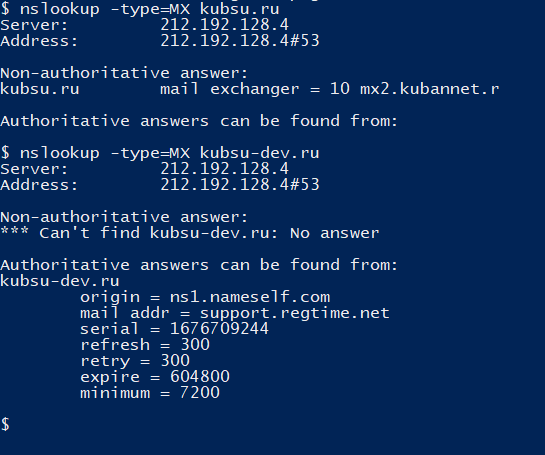 $ nslookup -type=MX kubsu.ru
Server:         212.192.128.4
Address:        212.192.128.4#53
Non-authoritative answer:
kubsu.ru        mail exchanger = 10 mx2.kubannet.r
Authoritative answers can be found from:
$ nslookup -type=MX kubsu-dev.ru
Server:         212.192.128.4
Address:        212.192.128.4#53
Non-authoritative answer:
*** Can't find kubsu-dev.ru: No answer
Authoritative answers can be found from:
kubsu-dev.ru
        origin = ns1.nameself.com
        mail addr = support.regtime.net
        serial = 1676709244
        refresh = 300
        retry = 300
        expire = 604800
        minimum = 7200
$